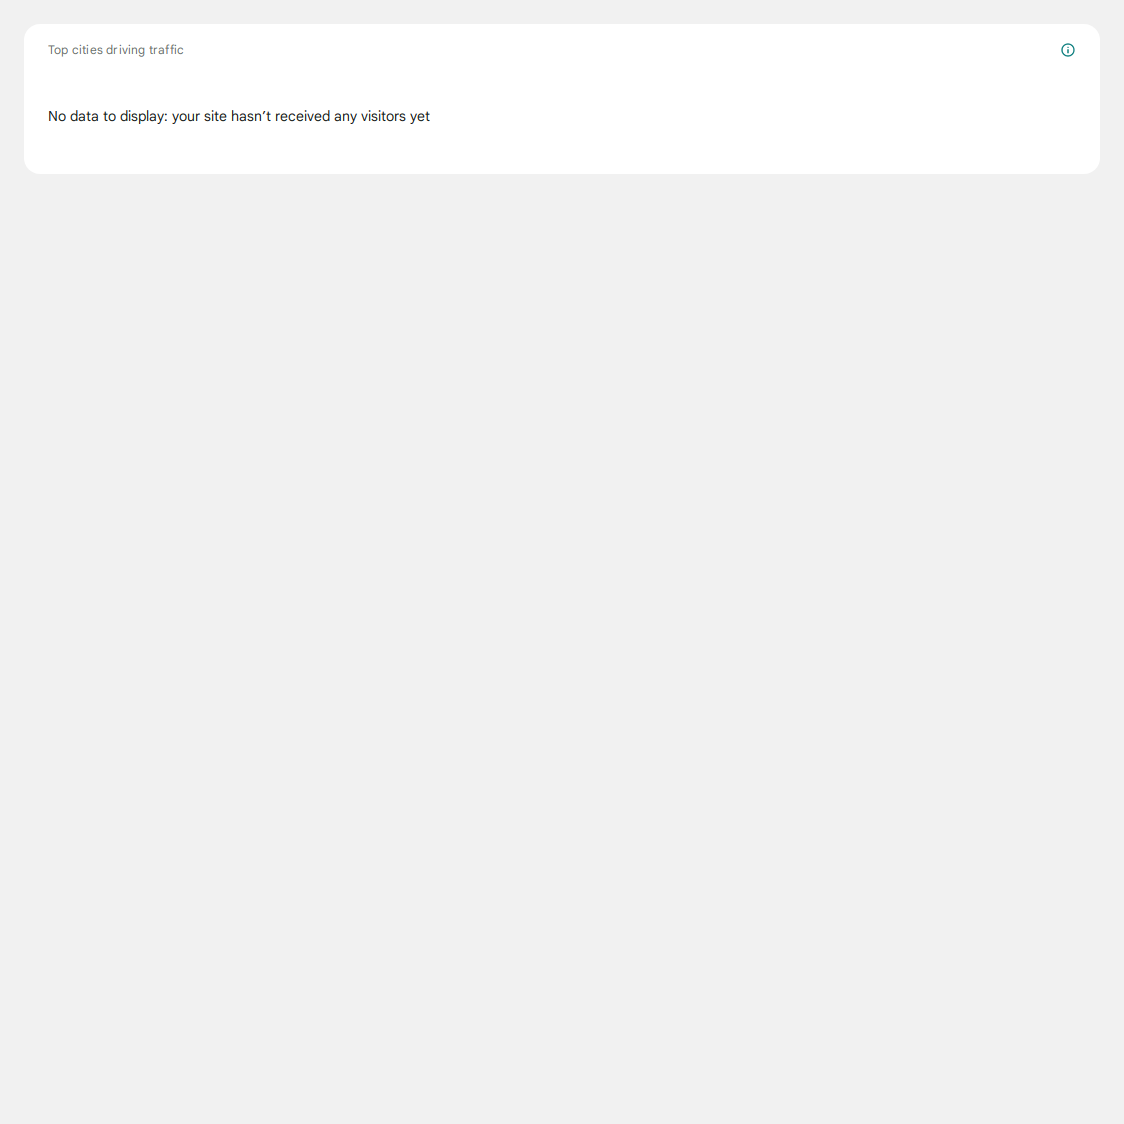 Top cities driving traffic
No data to display: your site hasn’t received any visitors yet